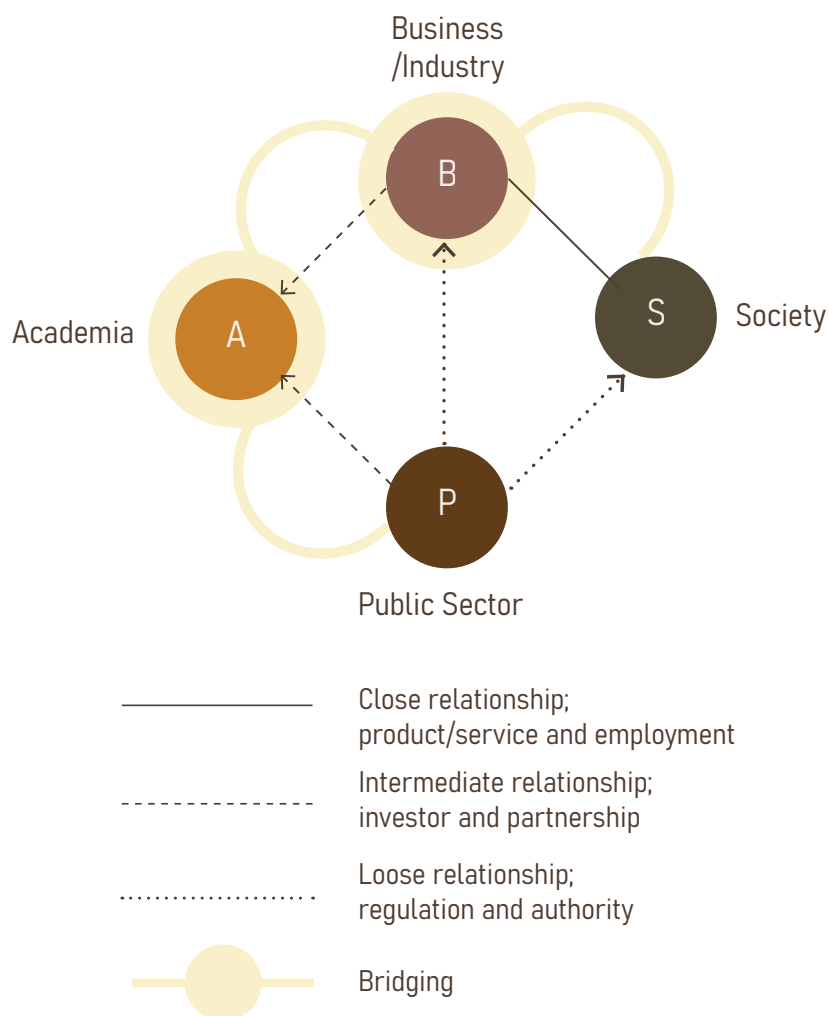 Business
/Industry
B
S
Society
Academia
A
P
Public Sector
Close relationship;
product/service and employment
Intermediate relationship;
investor and partnership
Loose relationship;
regulation and authority
Bridging